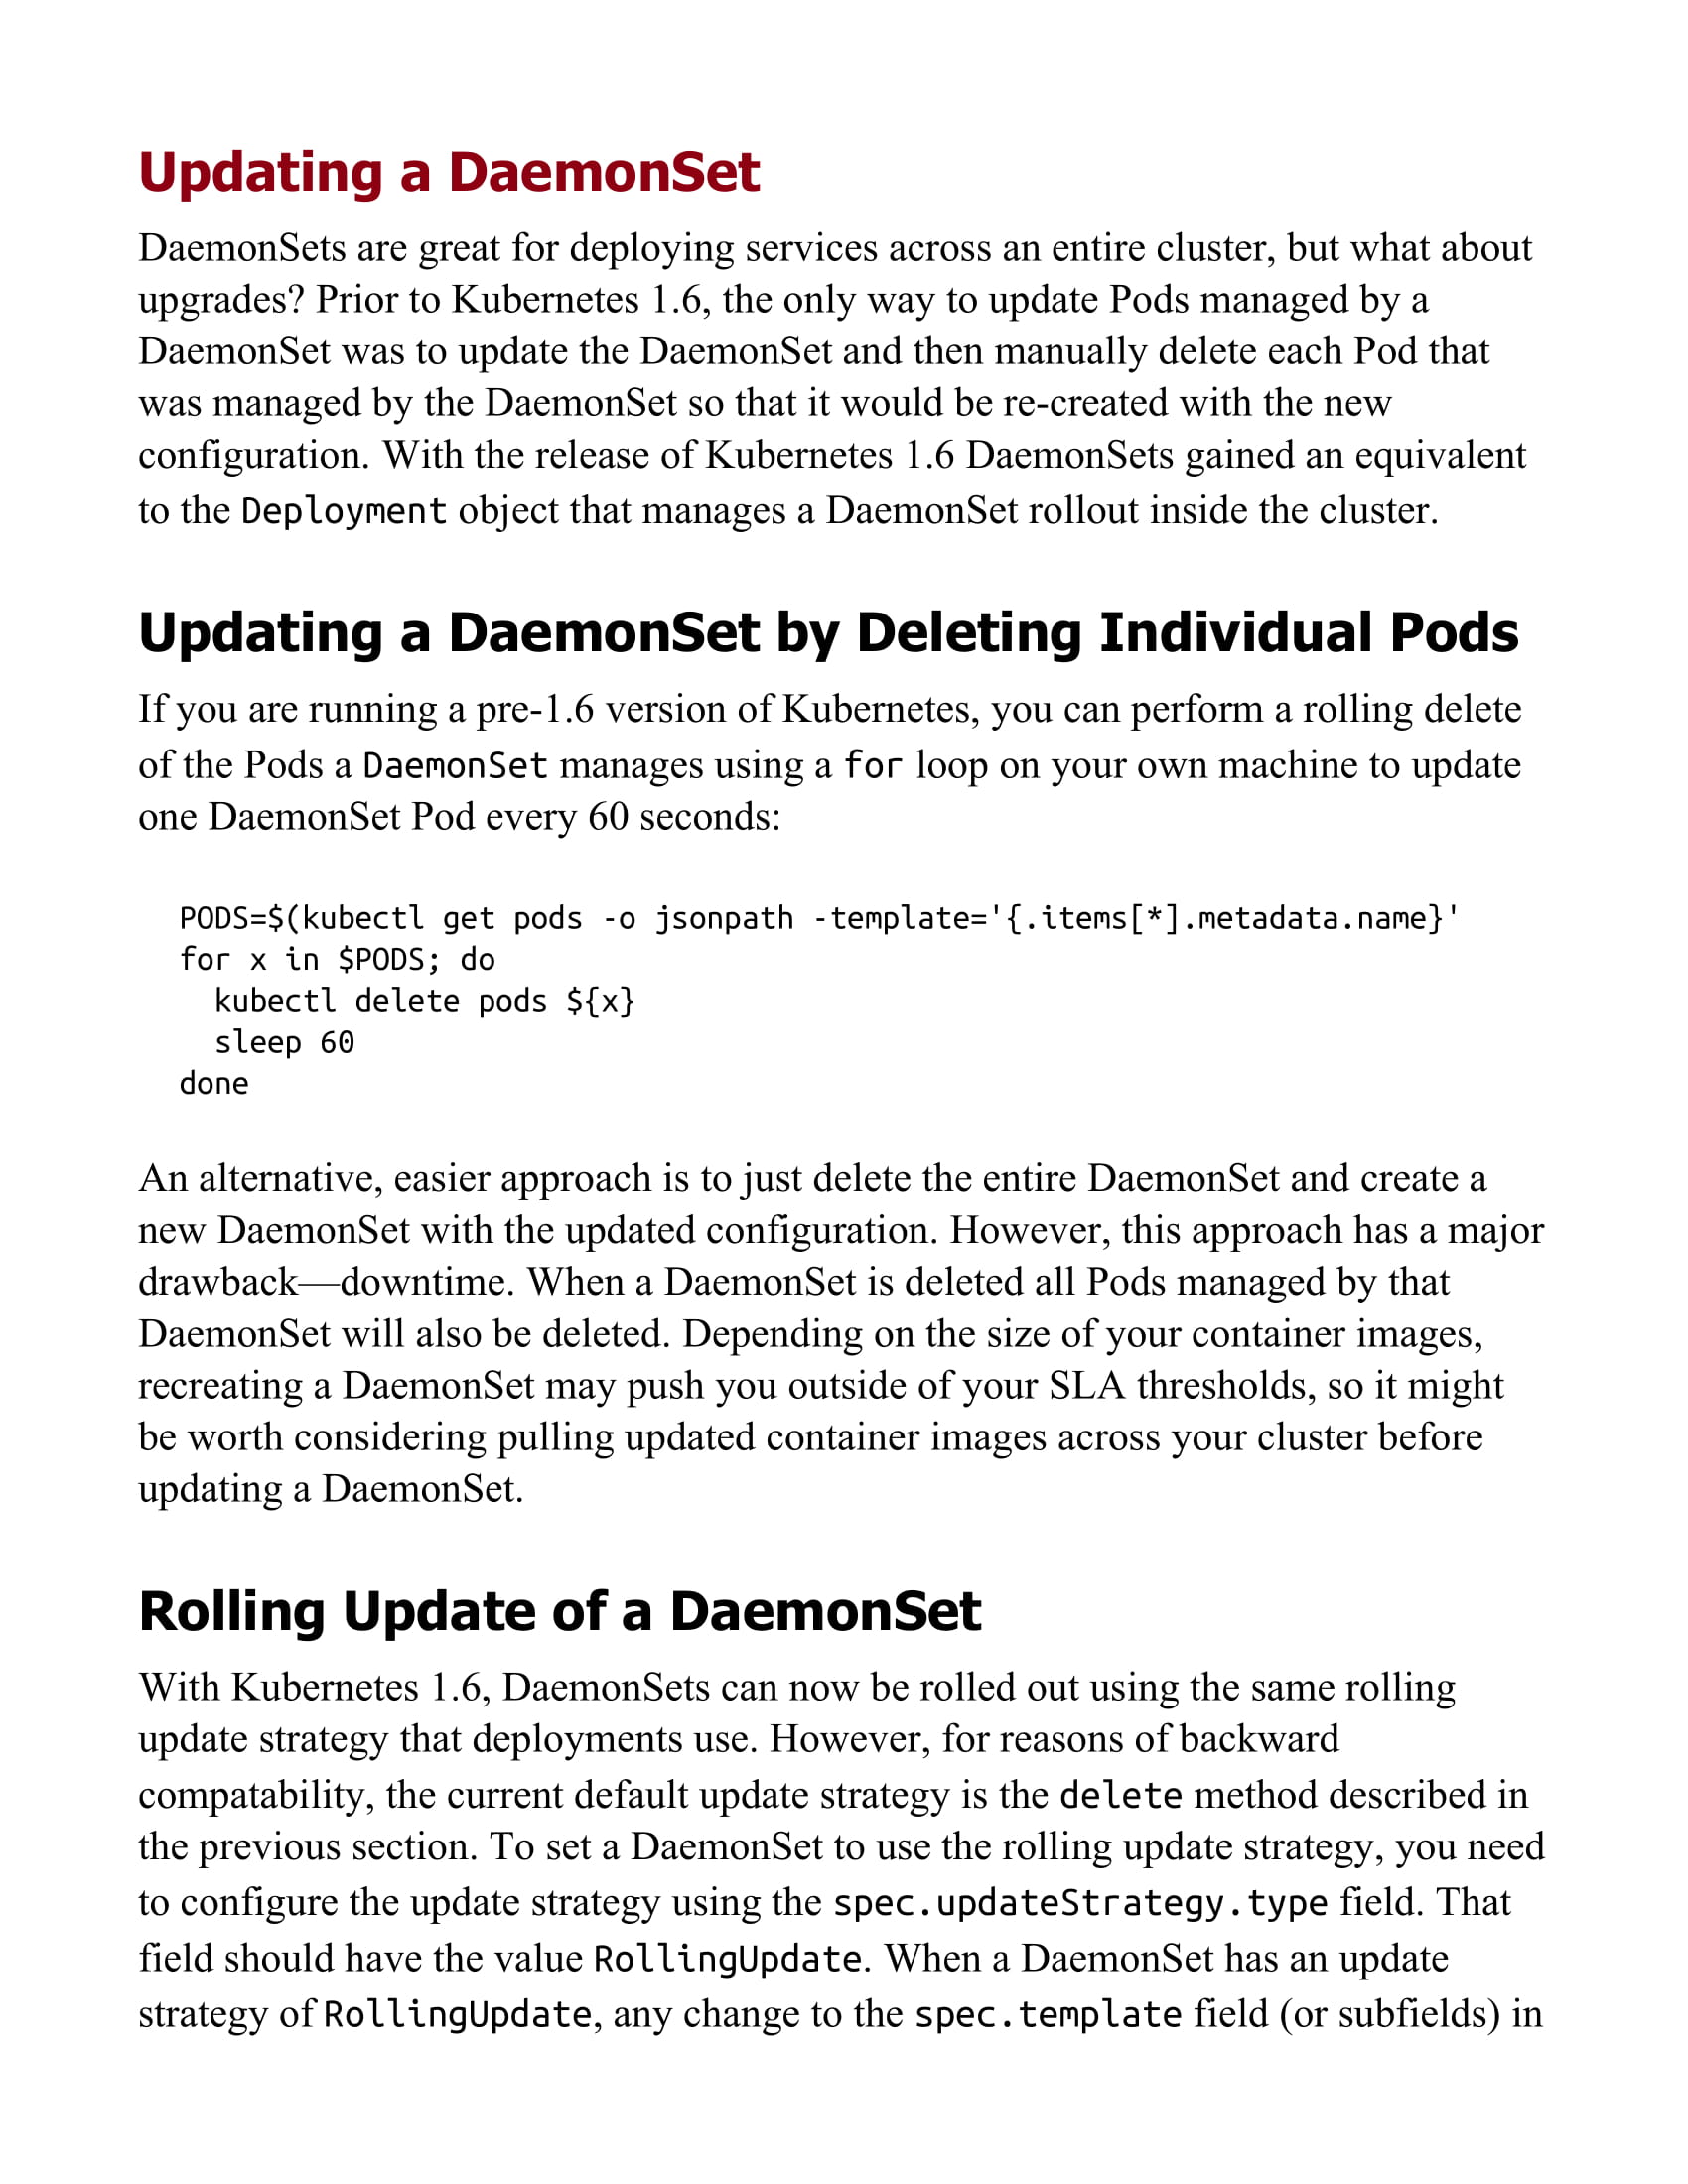 Updating a DaemonSet
DaemonSets are great for deploying services across an entire cluster, but what about
upgrades? Prior to Kubernetes 1.6, the only way to update Pods managed by a
DaemonSet was to update the DaemonSet and then manually delete each Pod that
was managed by the DaemonSet so that it would be re-created with the new
configuration. With the release of Kubernetes 1.6 DaemonSets gained an equivalent
to the Deployment object that manages a DaemonSet rollout inside the cluster.
Updating a DaemonSet by Deleting Individual Pods
If you are running a pre-1.6 version of Kubernetes, you can perform a rolling delete
of the Pods a DaemonSet manages using a for loop on your own machine to update
one DaemonSet Pod every 60 seconds:
PODS=$(kubectl get pods -o jsonpath -template='{.items[*].metadata.name}'
for x in $PODS; do
  kubectl delete pods ${x}
  sleep 60
done
An alternative, easier approach is to just delete the entire DaemonSet and create a
new DaemonSet with the updated configuration. However, this approach has a major
drawback—downtime. When a DaemonSet is deleted all Pods managed by that
DaemonSet will also be deleted. Depending on the size of your container images,
recreating a DaemonSet may push you outside of your SLA thresholds, so it might
be worth considering pulling updated container images across your cluster before
updating a DaemonSet.
Rolling Update of a DaemonSet
With Kubernetes 1.6, DaemonSets can now be rolled out using the same rolling
update strategy that deployments use. However, for reasons of backward
compatability, the current default update strategy is the delete method described in
the previous section. To set a DaemonSet to use the rolling update strategy, you need
to configure the update strategy using the spec.updateStrategy.type field. That
field should have the value RollingUpdate. When a DaemonSet has an update
strategy of RollingUpdate, any change to the spec.template field (or subfields) in